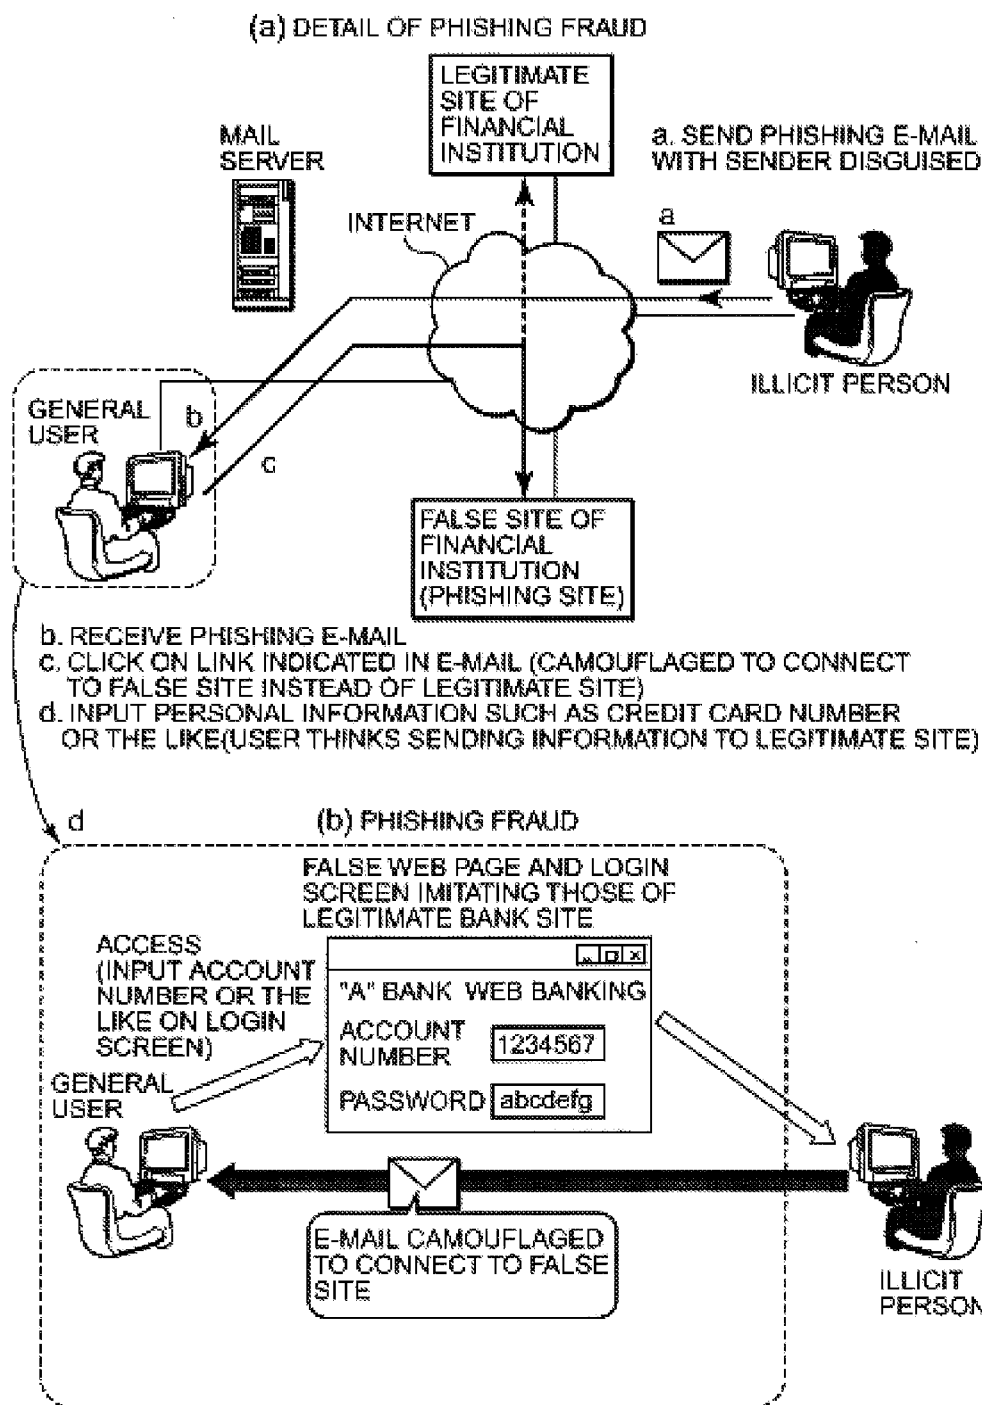 (a) DETAIL OF PHISHING FRAUD
LEGITIMATE
SITE OF
FINANCIAL
INSTITUTION
MAIL
SERVER
a. SEND PHISHING E-MAIL
WITH SENDER DISGUISED
INTERNET
a
ILLICIT PERSON
GENERAL
USER
b
c
FALSE SITE OF
FINANCIAL
INSTITUTION
(PHISHING SITE)
b. RECEIVE PHISHING E-MAIL
c. CLICK ON LINK INDICATED IN E-MAIL (CAMOUFLAGED TO CONNECT
TO FALSE SITE INSTEAD OF LEGITIMATE SITE)
d. INPUT PERSONAL INFORMATION SUCH AS CREDIT CARD NUMBER
OR THE LIKE(USER THINKS SENDING INFORMATION TO LEGITIMATE SITE)
d
(b) PHISHING FRAUD
FALSE WEB PAGE AND LOGIN
SCREEN IMITATING THOSE OF
LEGITIMATE BANK SITE
ACCESS
(INPUT ACCOUNT
NUMBER OR THE
LIKE ON LOGIN
SCREEN)
"A" BANK WEB BANKING
ACCOUNT
NUMBER
1234567
PASSWORD
abcdefg
GENERAL
USER
E-MAIL CAMOUFLAGED
TO CONNECT TO FALSE
SITE
ILLICIT
PERSON